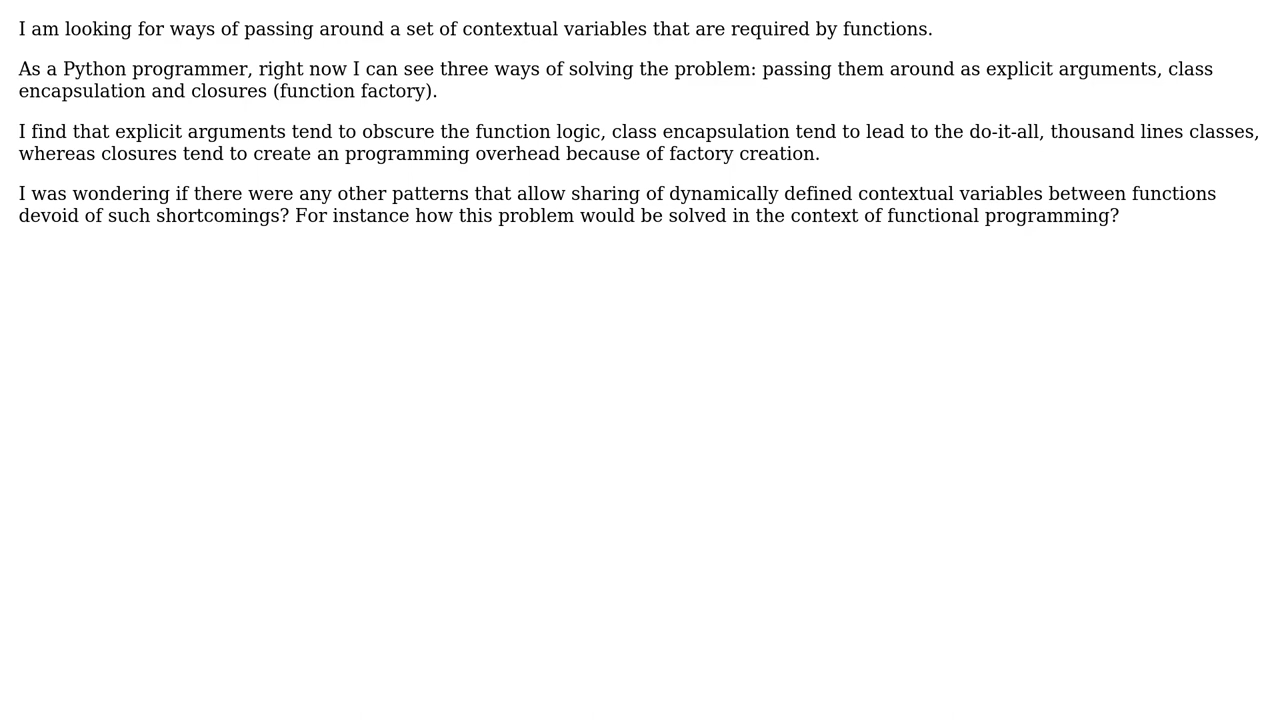 I am looking for ways of passing around a set of contextual variables that are required by functions.
As a Python programmer, right now I can see three ways of solving the problem: passing them around as explicit arguments, class
encapsulation and closures (function factory).
I find that explicit arguments tend to obscure the function logic, class encapsulation tend to lead to the do-it-all, thousand lines classes,
whereas closures tend to create an programming overhead because of factory creation.
I was wondering if there were any other patterns that allow sharing of dynamically defined contextual variables between functions
devoid of such shortcomings? For instance how this problem would be solved in the context of functional programming?